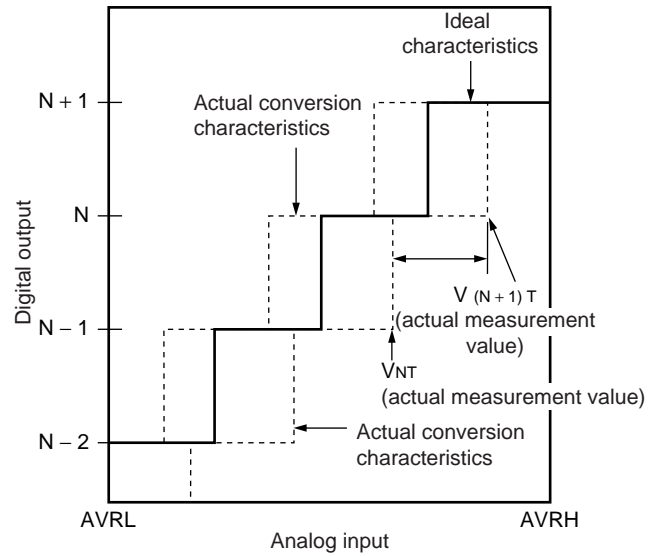 Ideal
characteristics
N + 1
Actual conversion
characteristics
N
Digital output
V (N + 1) T
(actual measurement
value)
N − 1
VNT
(actual measurement value)
Actual conversion
characteristics
N − 2
AVRL
AVRH
Analog input